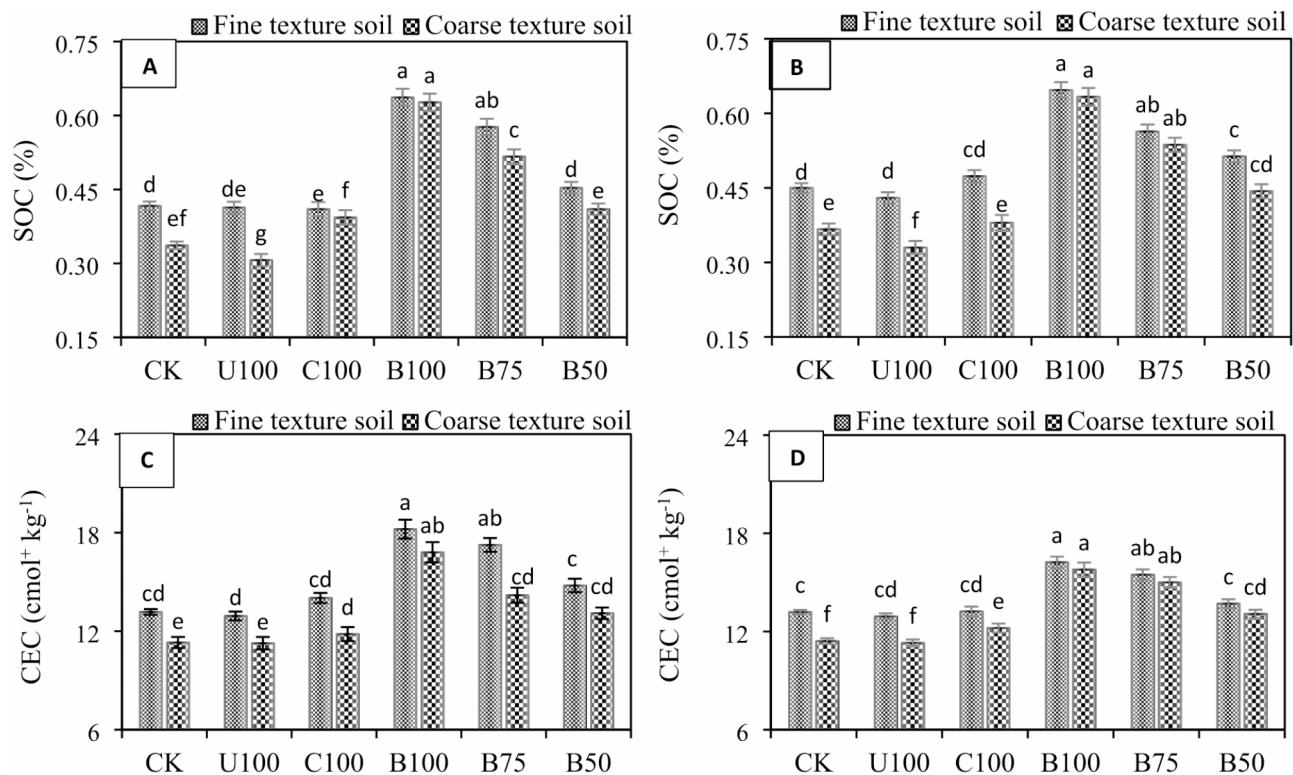 Fine texture soil Coarse texture soil
0.75
A
a a
ab
0.60
c
SOC (%)
d de e f d e
0.45
ef
g
0.30
0.15
CK U100 C100 B100 B75 B50
Fine texture soil Coarse texture soil
0.75
B
a a
ab ab
0.60
c
SOC (%)
d d cd cd
0.45
e e
f
0.30
0.15
CK U100 C100 B100 B75 B50
Fine texture soil Coarse texture soil
24
C
a
ab ab
18
c
CEC (cmol+ kg-1)
cd d cd cd cd
e e d
12
6
CK U100 C100 B100 B75 B50
Fine texture soil Coarse texture soil
24
D
18
a a
ab ab
CEC (cmol+ kg-1)
c cd cd c cd
f f e
12
6
CK U100 C100 B100 B75 B50